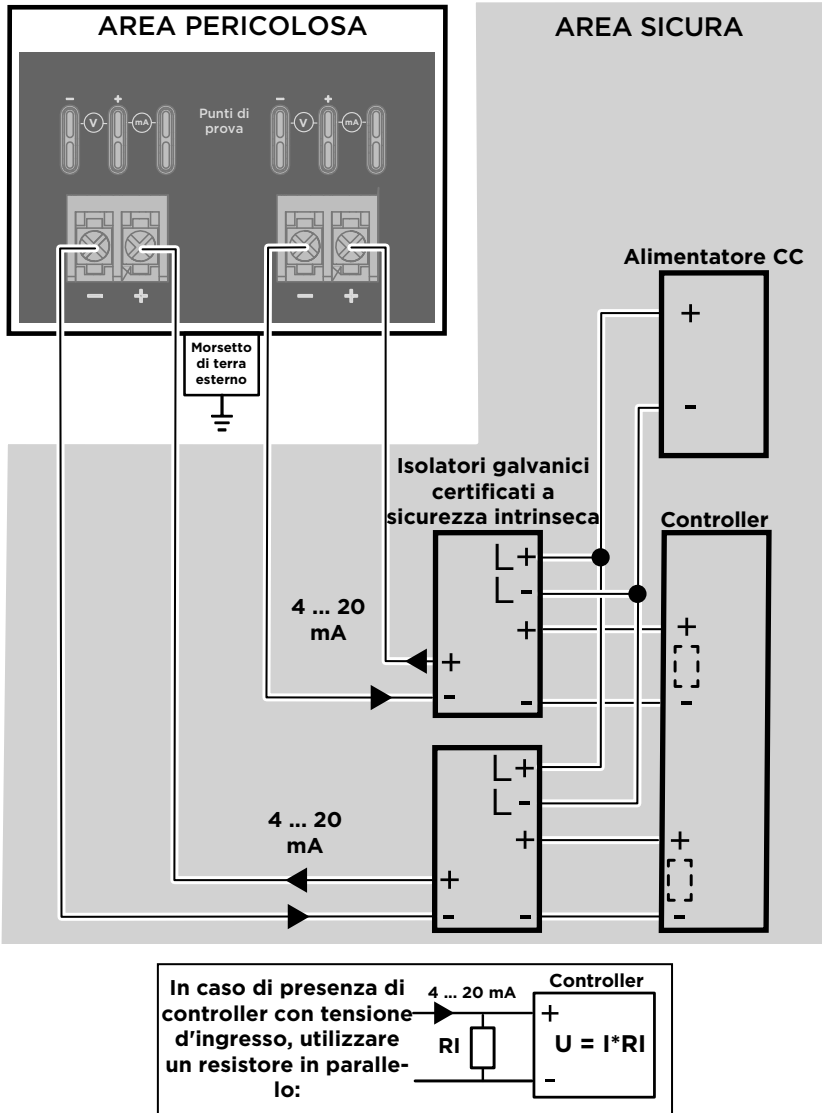 AREA PERICOLOSA
AREA SICURA
- +
- +
V mA
V mA
Punti di
prova
- +
- +
Morsetto
di terra
esterno
Alimentatore CC
+
-
Isolatori galvanici
certificati a
sicurezza intrinseca
Controller
L+
L-
+
4 ... 20
mA
+
-
-
+
-
L+
L-
+
4 ... 20
mA
+
-
-
+
-
In caso di presenza di
controller con tensione
d'ingresso, utilizzare
un resistore in paralle-
lo:
4 ... 20 mA
Controller
+
RI
U = I*RI
-